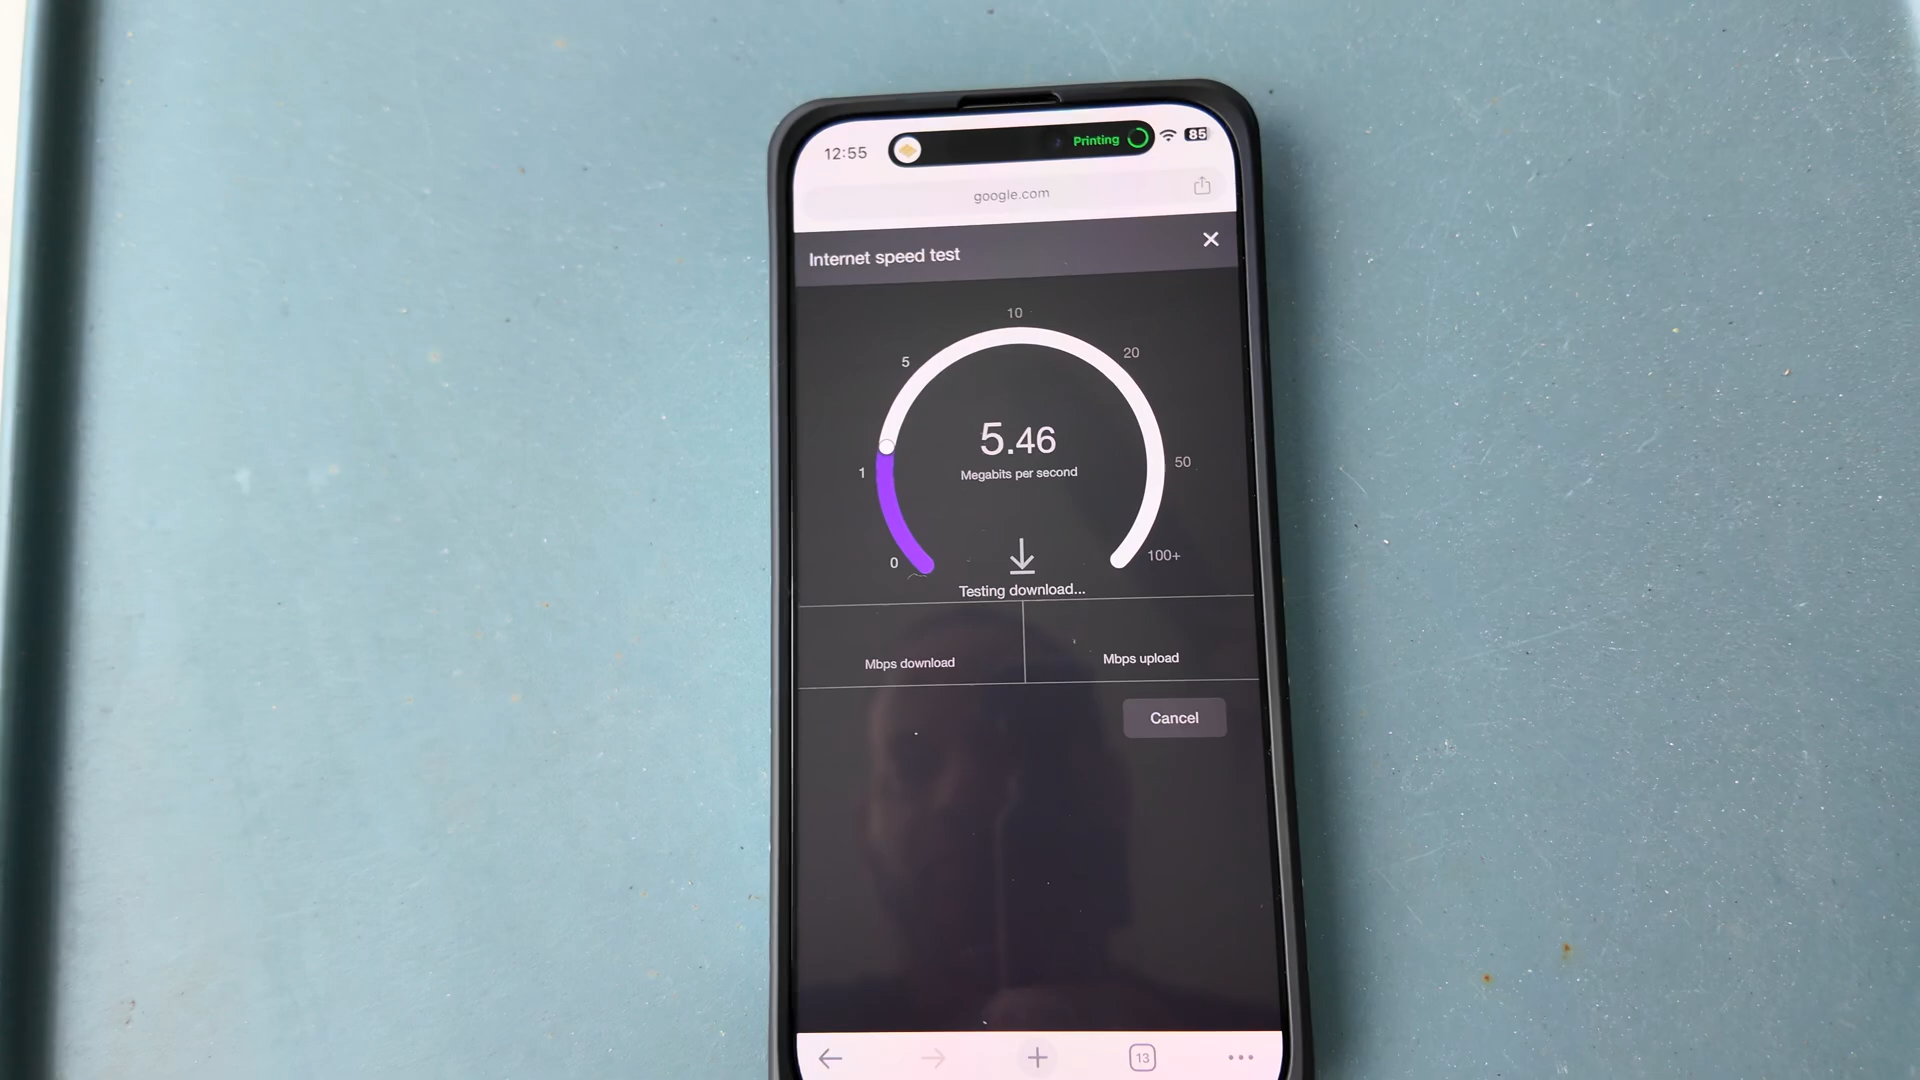 12:55
Printing
85
google.com
Internet speed test
10
5
20
5.46
Megabits per second
1
50
0
100+
Testing download...
Mbps download
Mbps upload
Cancel
13